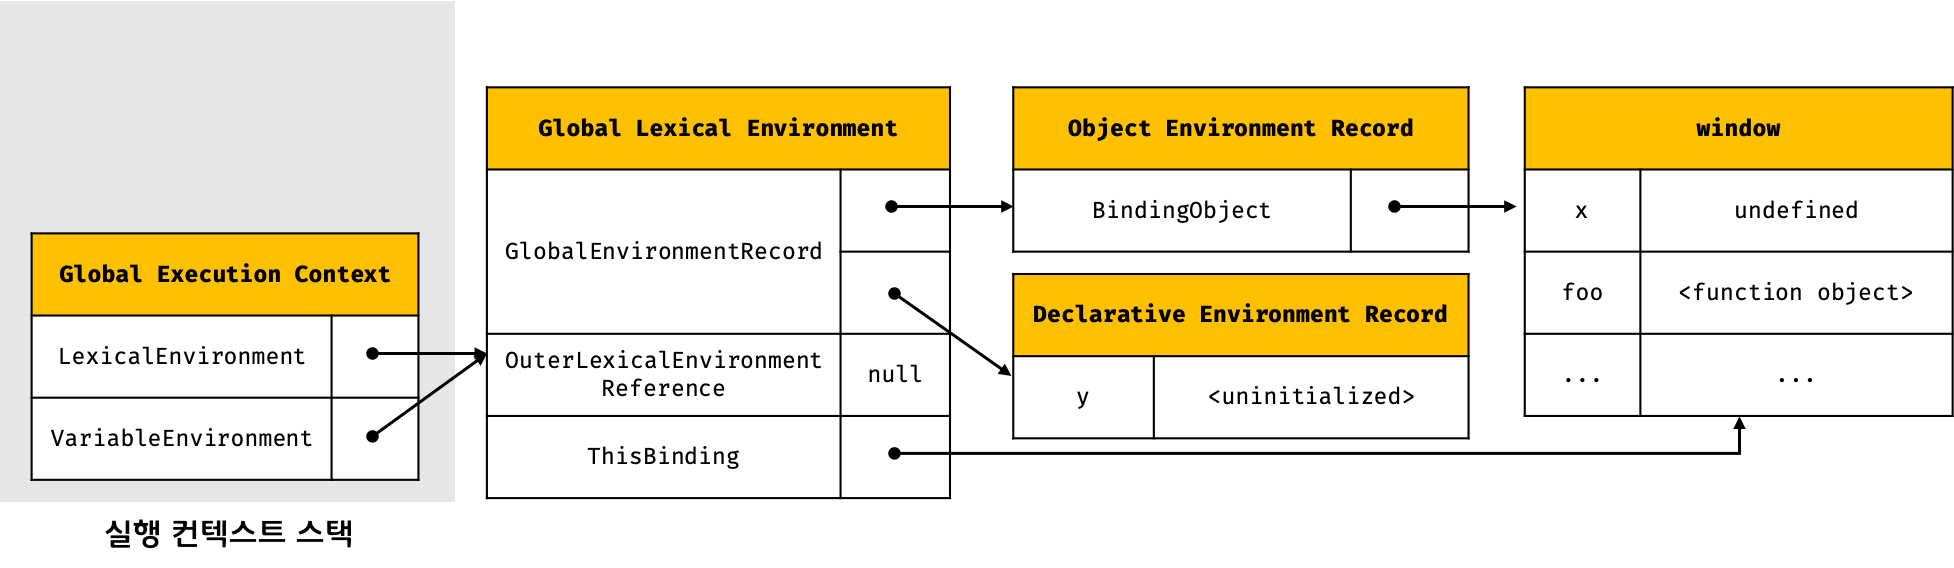 Global Execution Context
LexicalEnvironment
VariableEnvironment
실행 컨텍스트 스택
Global Lexical Environment
GlobalEnvironmentRecord
OuterLexicalEnvironment
Reference
null
ThisBinding
Object Environment Record
BindingObject
Declarative Environment Record
y <uninitialized>
window
x undefined
foo <function object>
... ...